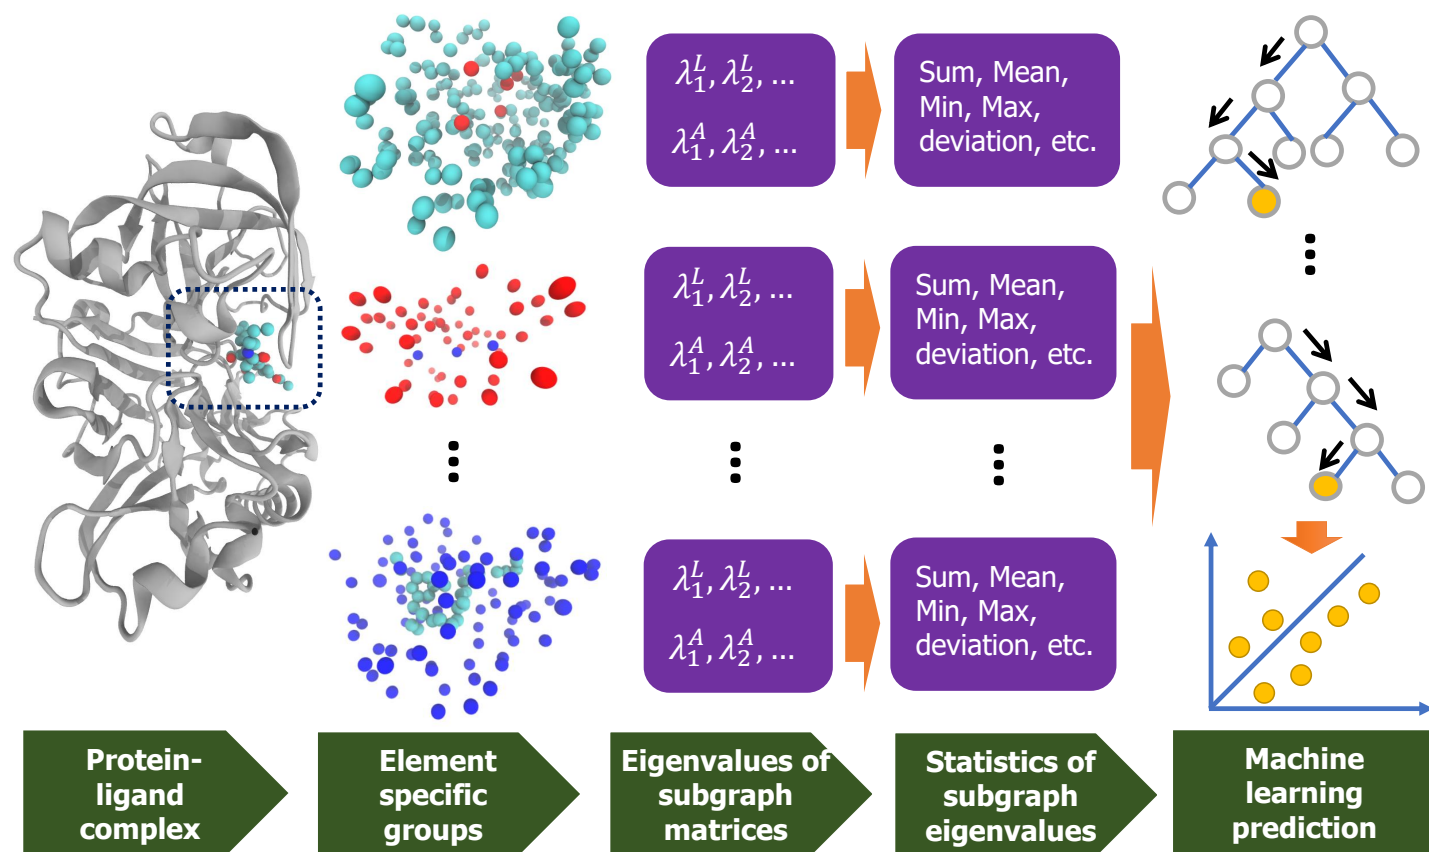 λ₁ᴸ, λ₂ᴸ, ...
λ₁ᴬ, λ₂ᴬ, ...
Sum, Mean,
Min, Max,
deviation, etc.
λ₁ᴸ, λ₂ᴸ, ...
λ₁ᴬ, λ₂ᴬ, ...
Sum, Mean,
Min, Max,
deviation, etc.
λ₁ᴸ, λ₂ᴸ, ...
λ₁ᴬ, λ₂ᴬ, ...
Sum, Mean,
Min, Max,
deviation, etc.
Protein-
ligand
complex
Element
specific
groups
Eigenvalues of
subgraph
matrices
Statistics of
subgraph
eigenvalues
Machine
learning
prediction